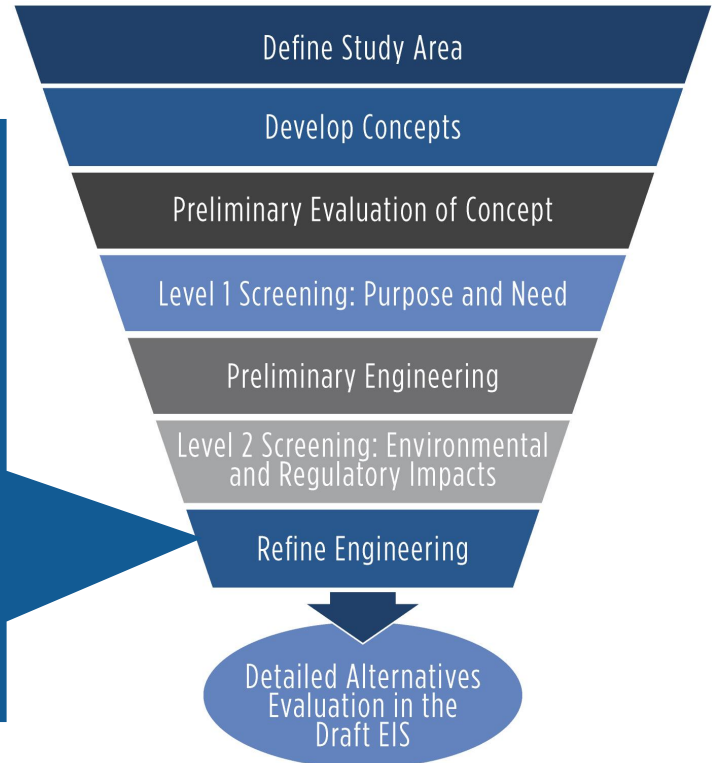 Define Study Area
Develop Concepts
Preliminary Evaluation of Concept
Level 1 Screening: Purpose and Need
Preliminary Engineering
Level 2 Screening: Environmental
and Regulatory Impacts
Refine Engineering
Detailed Alternatives
Evaluation in the
Draft EIS